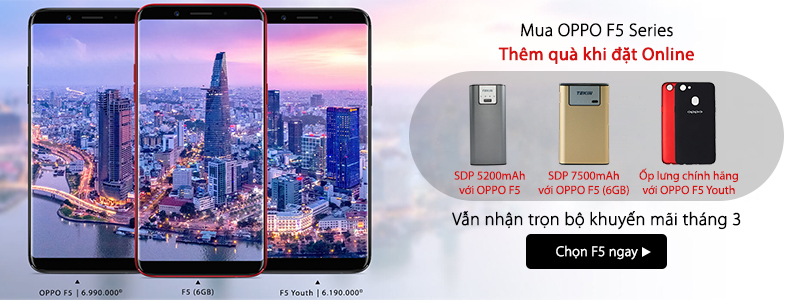 Mua OPPO F5 Series
Thêm quà khi đặt Online
SDP 5200mAh
với OPPO F5
SDP 7500mAh
với OPPO F5 (6GB)
Ốp lưng chính hãng
với OPPO F5 Youth
Vẫn nhận trọn bộ khuyến mãi tháng 3
Chọn F5 ngay ▶
OPPO F5 | 6.990.000đ
F5 (6GB)
F5 Youth | 6.190.000đ